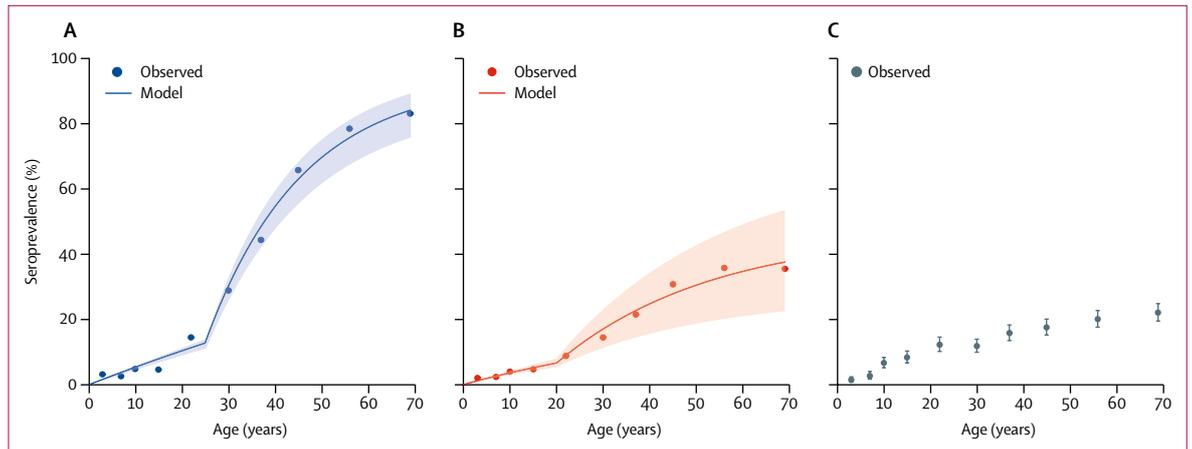 A
B
C
Seroprevalence (%)
100
80
60
40
20
0
Observed
Model
0 10 20 30 40 50 60 70
Age (years)
Observed
Model
0 10 20 30 40 50 60 70
Age (years)
Observed
0 10 20 30 40 50 60 70
Age (years)